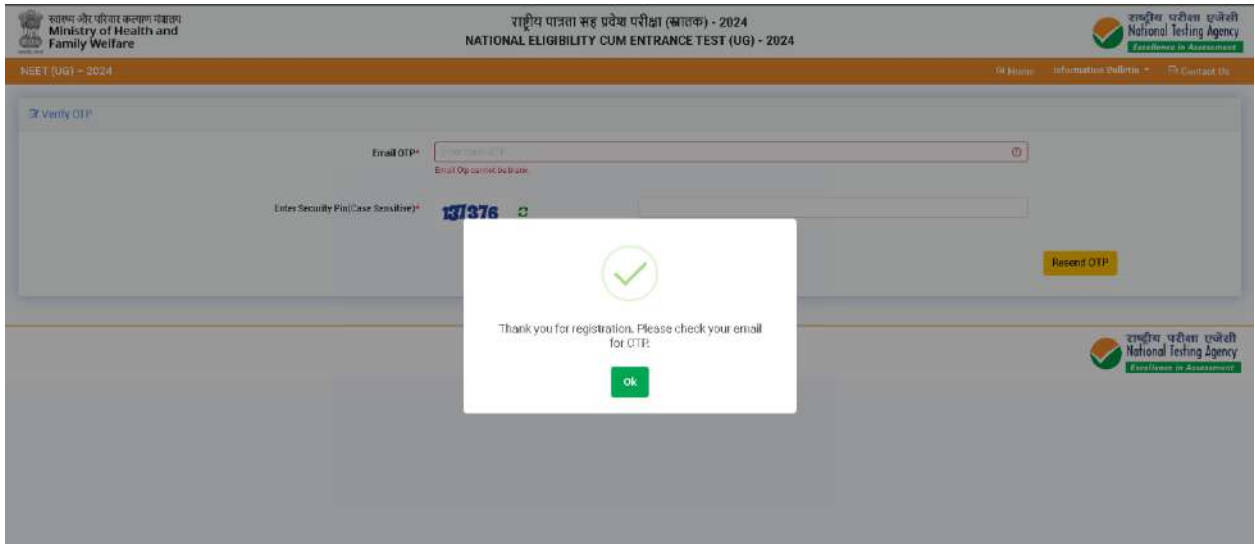 स्वास्थ्य और परिवार कल्याण मंत्रालय
Ministry of Health and
Family Welfare
राष्ट्रीय पात्रता सह प्रवेश परीक्षा (स्नातक) - 2024
NATIONAL ELIGIBILITY CUM ENTRANCE TEST (UG) - 2024
राष्ट्रीय परीक्षा एजेंसी
National Testing Agency
Excellence in Assessment
NEET (UG) – 2024
Home
Information Bulletin
Contact Us
Verify OTP
Email OTP*
Email Otp cannot be blank.
Enter Security Pin(Case Sensitive)*
137376
Resend OTP
Thank you for registration. Please check your email
for OTP.
Ok
राष्ट्रीय परीक्षा एजेंसी
National Testing Agency
Excellence in Assessment